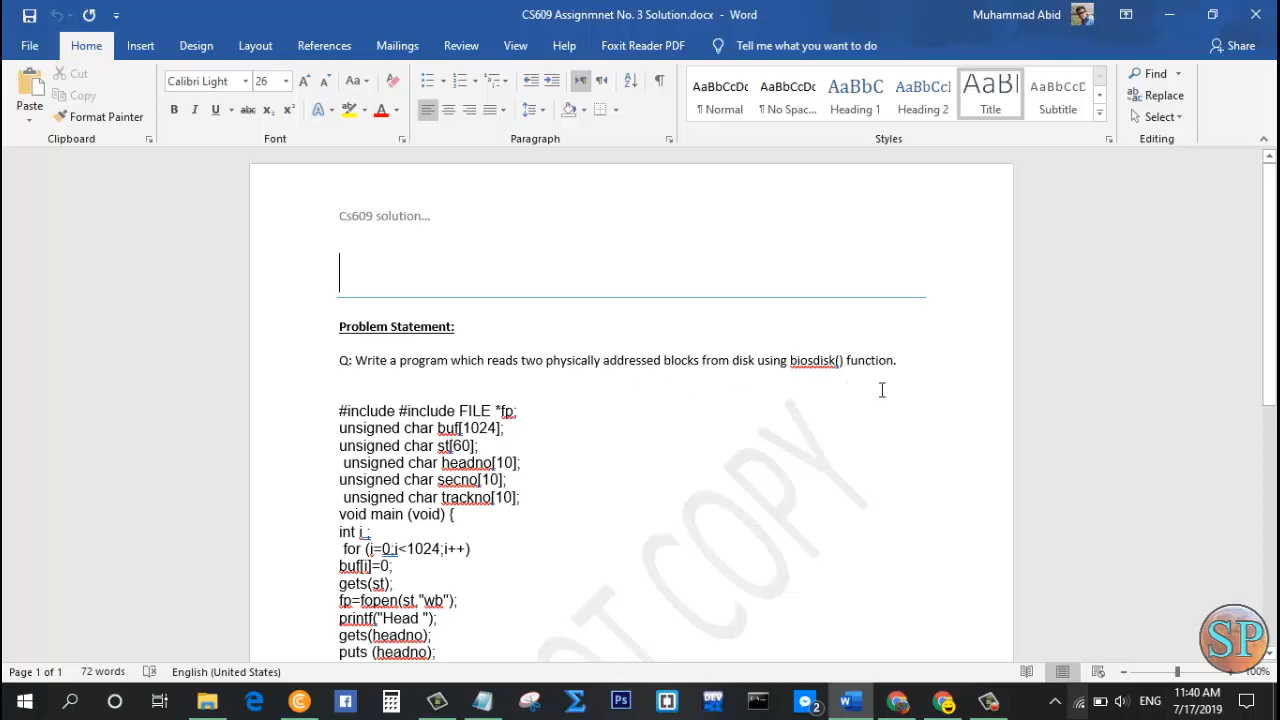 CS609 Assignmnet No. 3 Solution.docx - Word
Muhammad Abid
File Home Insert Design Layout References Mailings Review View Help Foxit Reader PDF Tell me what you want to do Share
Paste
Cut
Copy
Format Painter
Clipboard
Calibri Light 26
Font
Paragraph
AaBbCcDc AaBbCcDc AaBbC AaBbCcl AaBl AaBbCcD
¶ Normal ¶ No Spac... Heading 1 Heading 2 Title Subtitle
Styles
Find
Replace
Select
Editing
Cs609 solution...
Problem Statement:
Q: Write a program which reads two physically addressed blocks from disk using biosdisk() function.
#include #include FILE *fp;
unsigned char buf[1024];
unsigned char st[60];
unsigned char headno[10];
unsigned char secno[10];
unsigned char trackno[10];
void main (void) {
int i ;
for (i=0;i<1024;i++)
buf[i]=0;
gets(st);
fp=fopen(st,"wb");
printf("Head ");
gets(headno);
puts (headno);
OT COPY
SP
Page 1 of 1 72 words English (United States) 100%
ENG
11:40 AM
7/17/2019